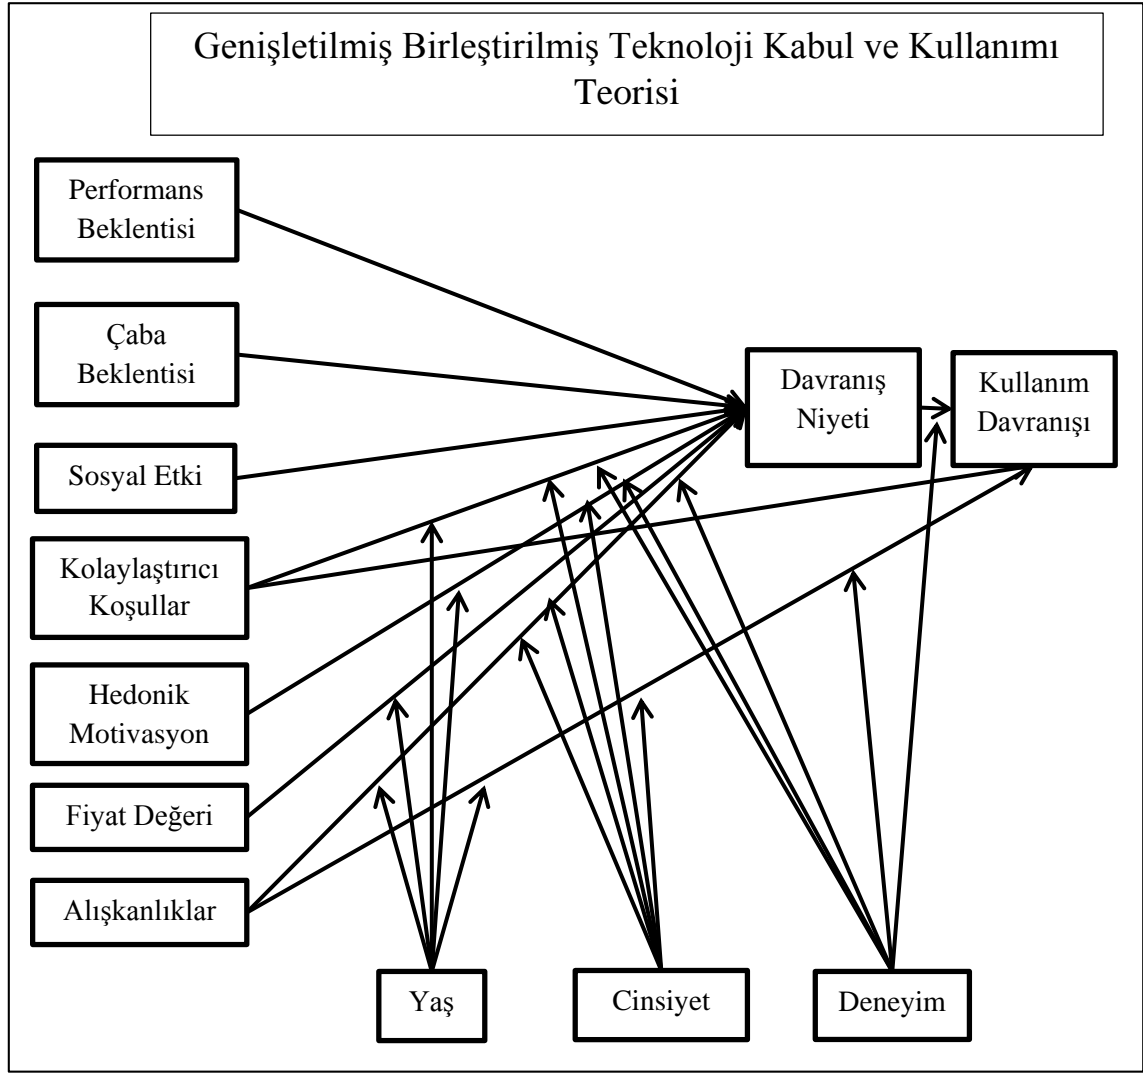 Genişletilmiş Birleştirilmiş Teknoloji Kabul ve Kullanımı
Teorisi
Performans
Beklentisi
Çaba
Beklentisi
Sosyal Etki
Kolaylaştırıcı
Koşullar
Hedonik
Motivasyon
Fiyat Değeri
Alışkanlıklar
Davranış
Niyeti
Kullanım
Davranışı
Yaş
Cinsiyet
Deneyim